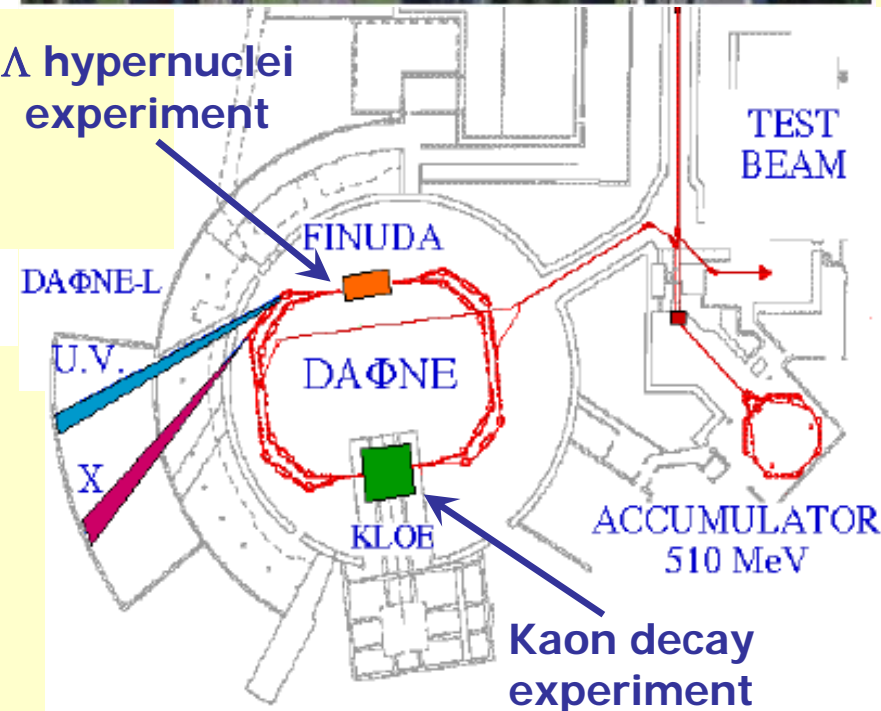 Λ hypernuclei
experiment
TEST
BEAM
FINUDA
DAΦNE-L
U.V.
DAΦNE
X
KLOE
ACCUMULATOR
510 MeV
Kaon decay
experiment